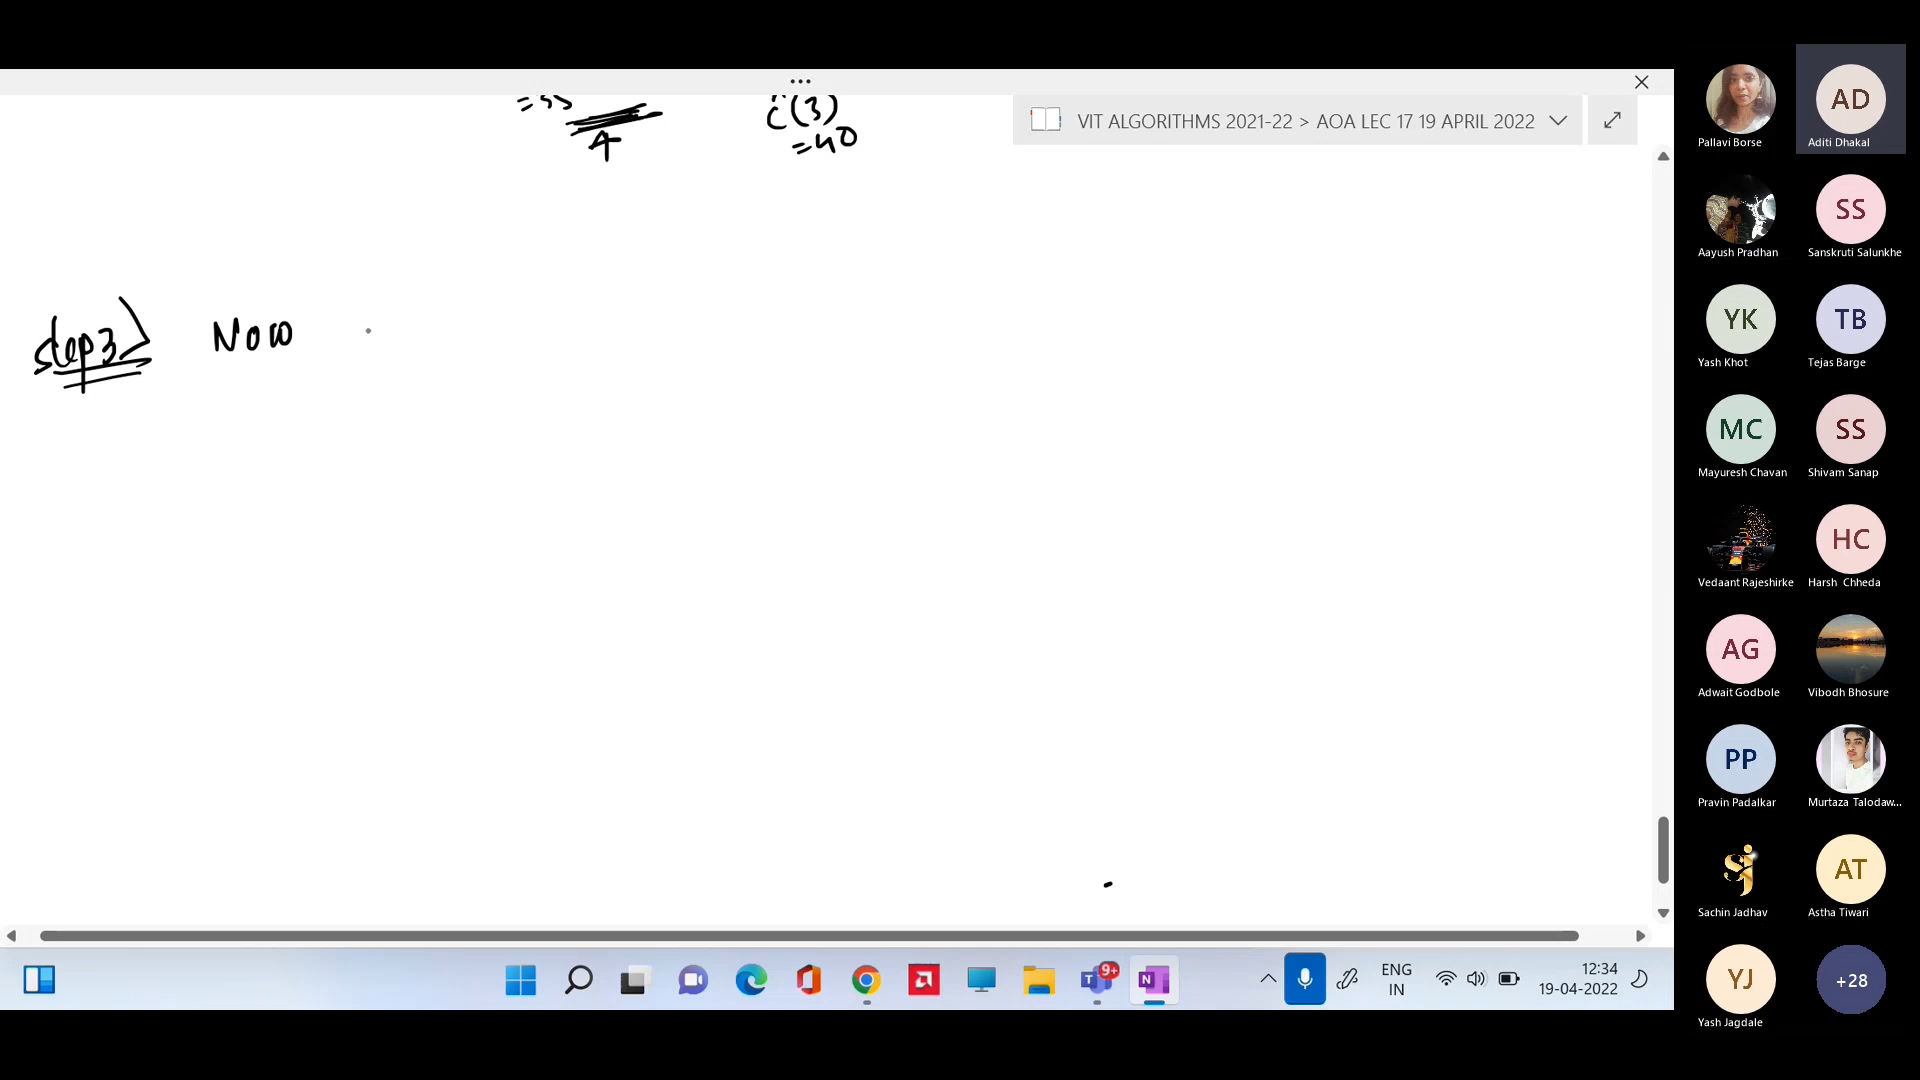 4
C(3)
=40
VIT ALGORITHMS 2021-22 > AOA LEC 17 19 APRIL 2022
step3> Now
Pallavi Borse
AD
Aditi Dhakal
Aayush Pradhan
SS
Sanskruti Salunkhe
YK
Yash Khot
TB
Tejas Barge
MC
Mayuresh Chavan
SS
Shivam Sanap
Vedaant Rajeshirke
HC
Harsh Chheda
AG
Adwait Godbole
Vibodh Bhosure
PP
Pravin Padalkar
Murtaza Talodaw...
Sj
Sachin Jadhav
AT
Astha Tiwari
YJ
Yash Jagdale
+28
9+
T
N
ENG
IN
12:34
19-04-2022